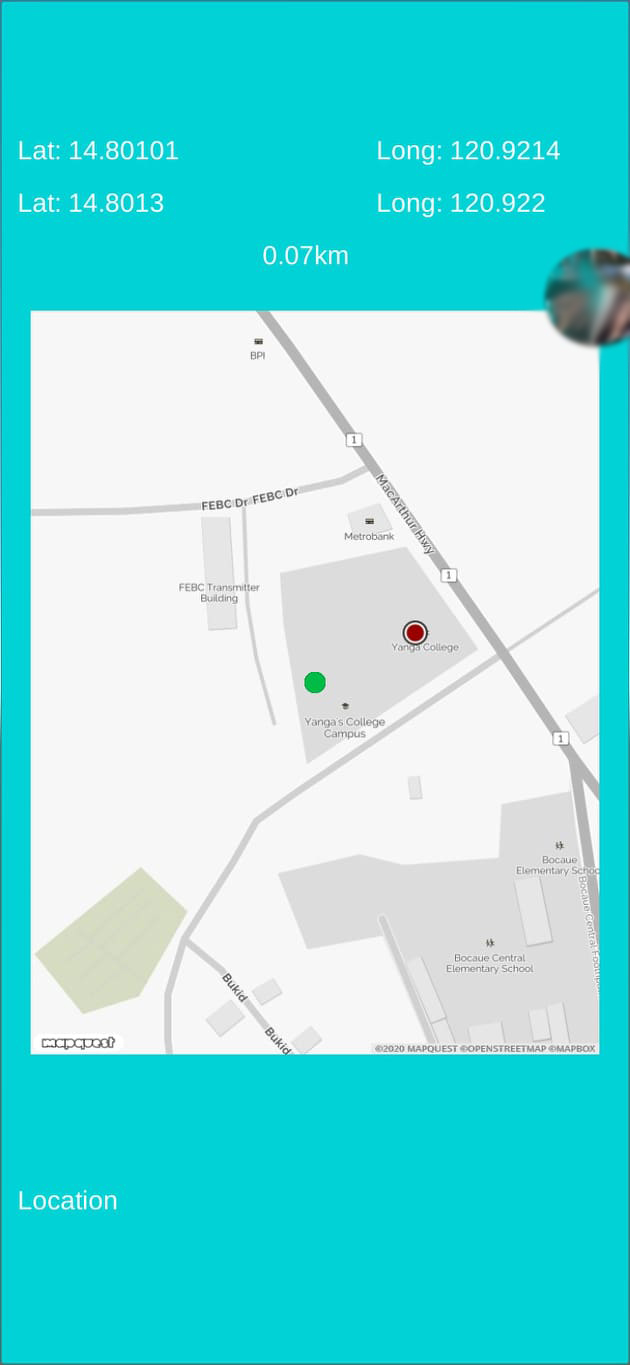 Lat: 14.80101 Long: 120.9214
Lat: 14.8013 Long: 120.922
0.07km
BPI
1
FEBC Dr FEBC Dr
MacArthur Hwy
Metrobank
1
FEBC Transmitter
Building
Yanga College
Yanga's College
Campus
1
Bocaue
Elementary Schoo
Bocaue Central Footbri
Bocaue Central
Elementary School
Bukid
Bukid
mapquest
©2020 MAPQUEST ©OPENSTREETMAP ©MAPBOX
Location